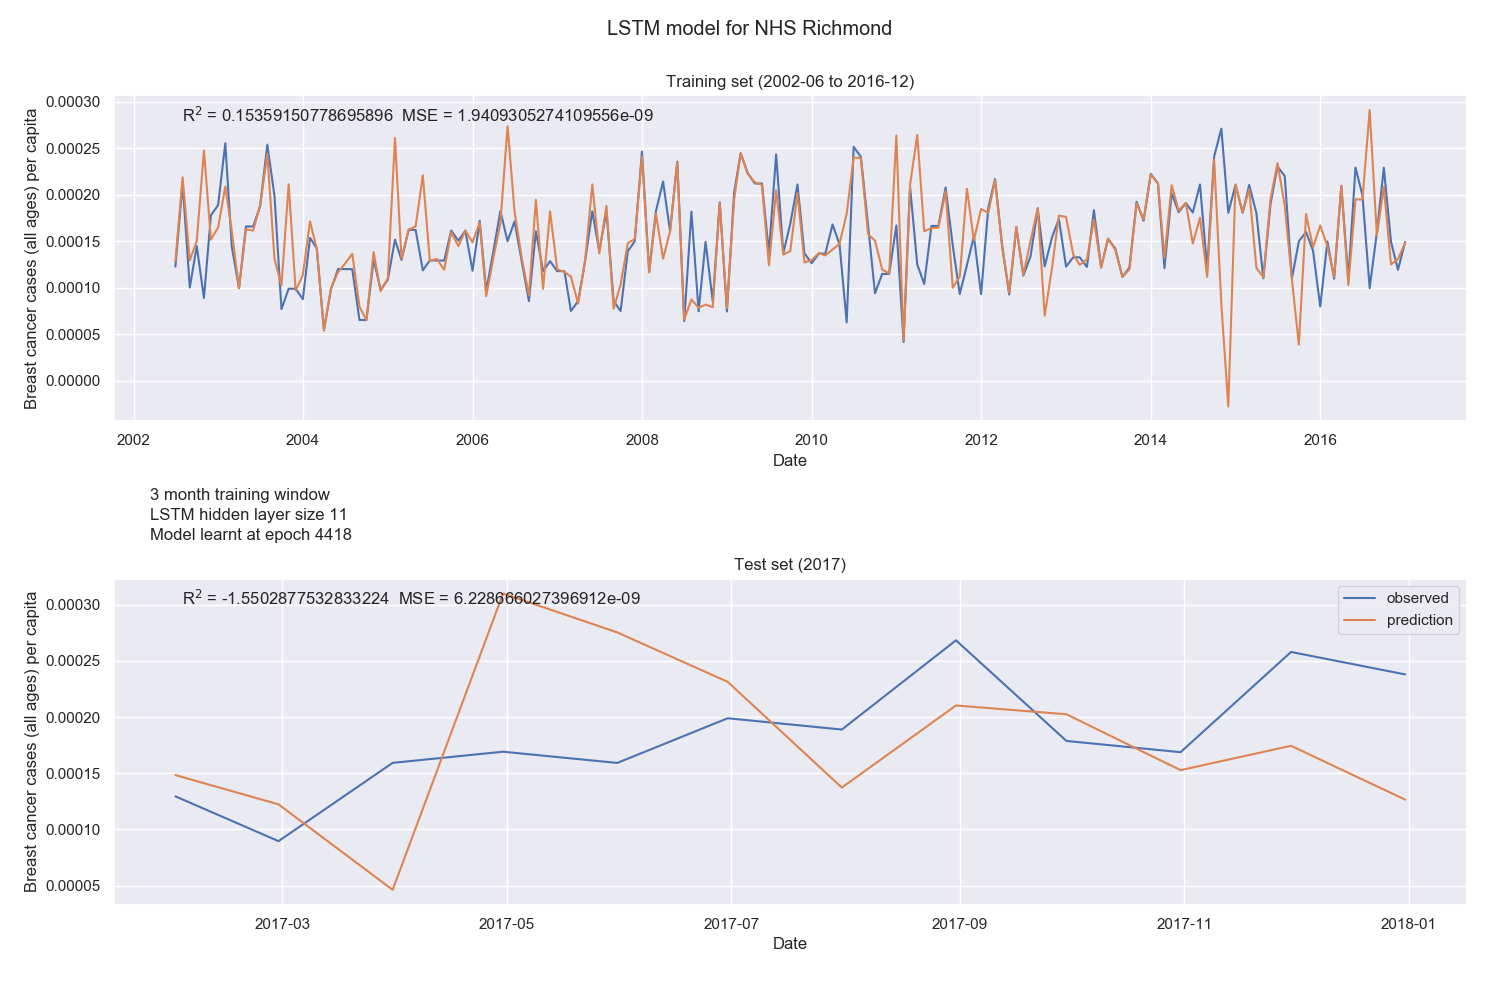 LSTM model for NHS Richmond
Training set (2002-06 to 2016-12)
R² = 0.15359150778695896 MSE = 1.9409305274109556e-09
Breast cancer cases (all ages) per capita
0.00030
0.00025
0.00020
0.00015
0.00010
0.00005
0.00000
2002 2004 2006 2008 2010 2012 2014 2016
Date
3 month training window
LSTM hidden layer size 11
Model learnt at epoch 4418
Test set (2017)
R² = -1.5502877532833224 MSE = 6.228666027396912e-09
observed
prediction
Breast cancer cases (all ages) per capita
0.00030
0.00025
0.00020
0.00015
0.00010
0.00005
2017-03 2017-05 2017-07 2017-09 2017-11 2018-01
Date